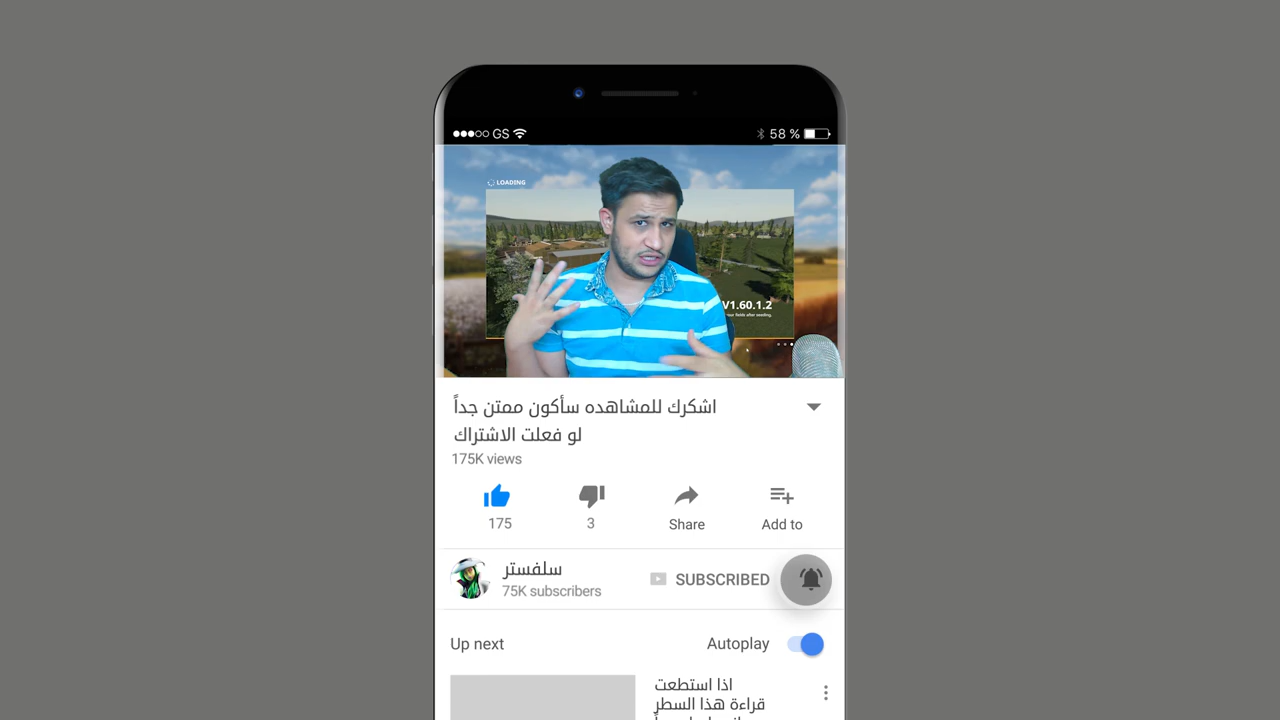 GS 58 %
LOADING
V1.60.1.2
اشكرك للمشاهده سأكون ممتن جداً
لو فعلت الاشتراك
175K views
175 3 Share Add to
سلفستر
75K subscribers
SUBSCRIBED
Up next Autoplay
اذا استطعت
قراءة هذا السطر